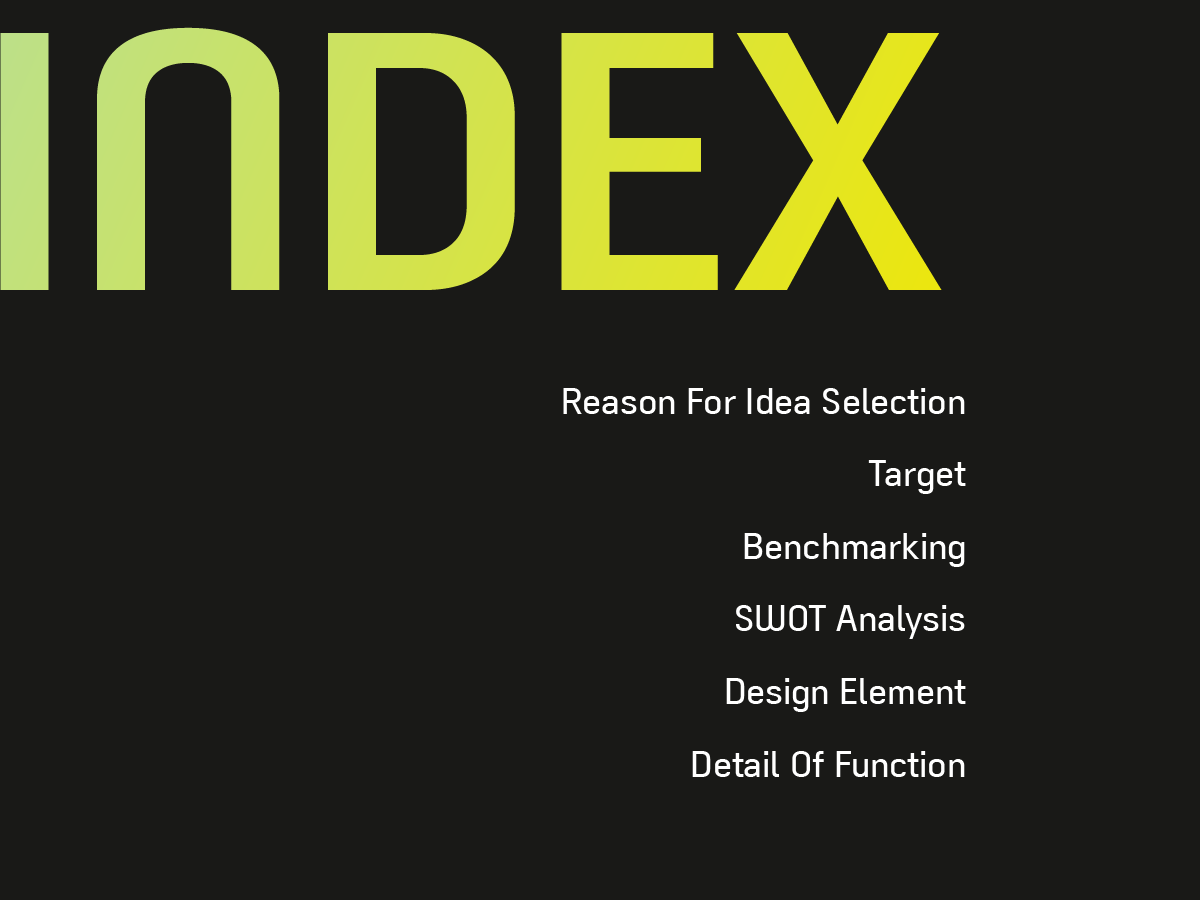 INDEX
Reason For Idea Selection
Target
Benchmarking
SWOT Analysis
Design Element
Detail Of Function